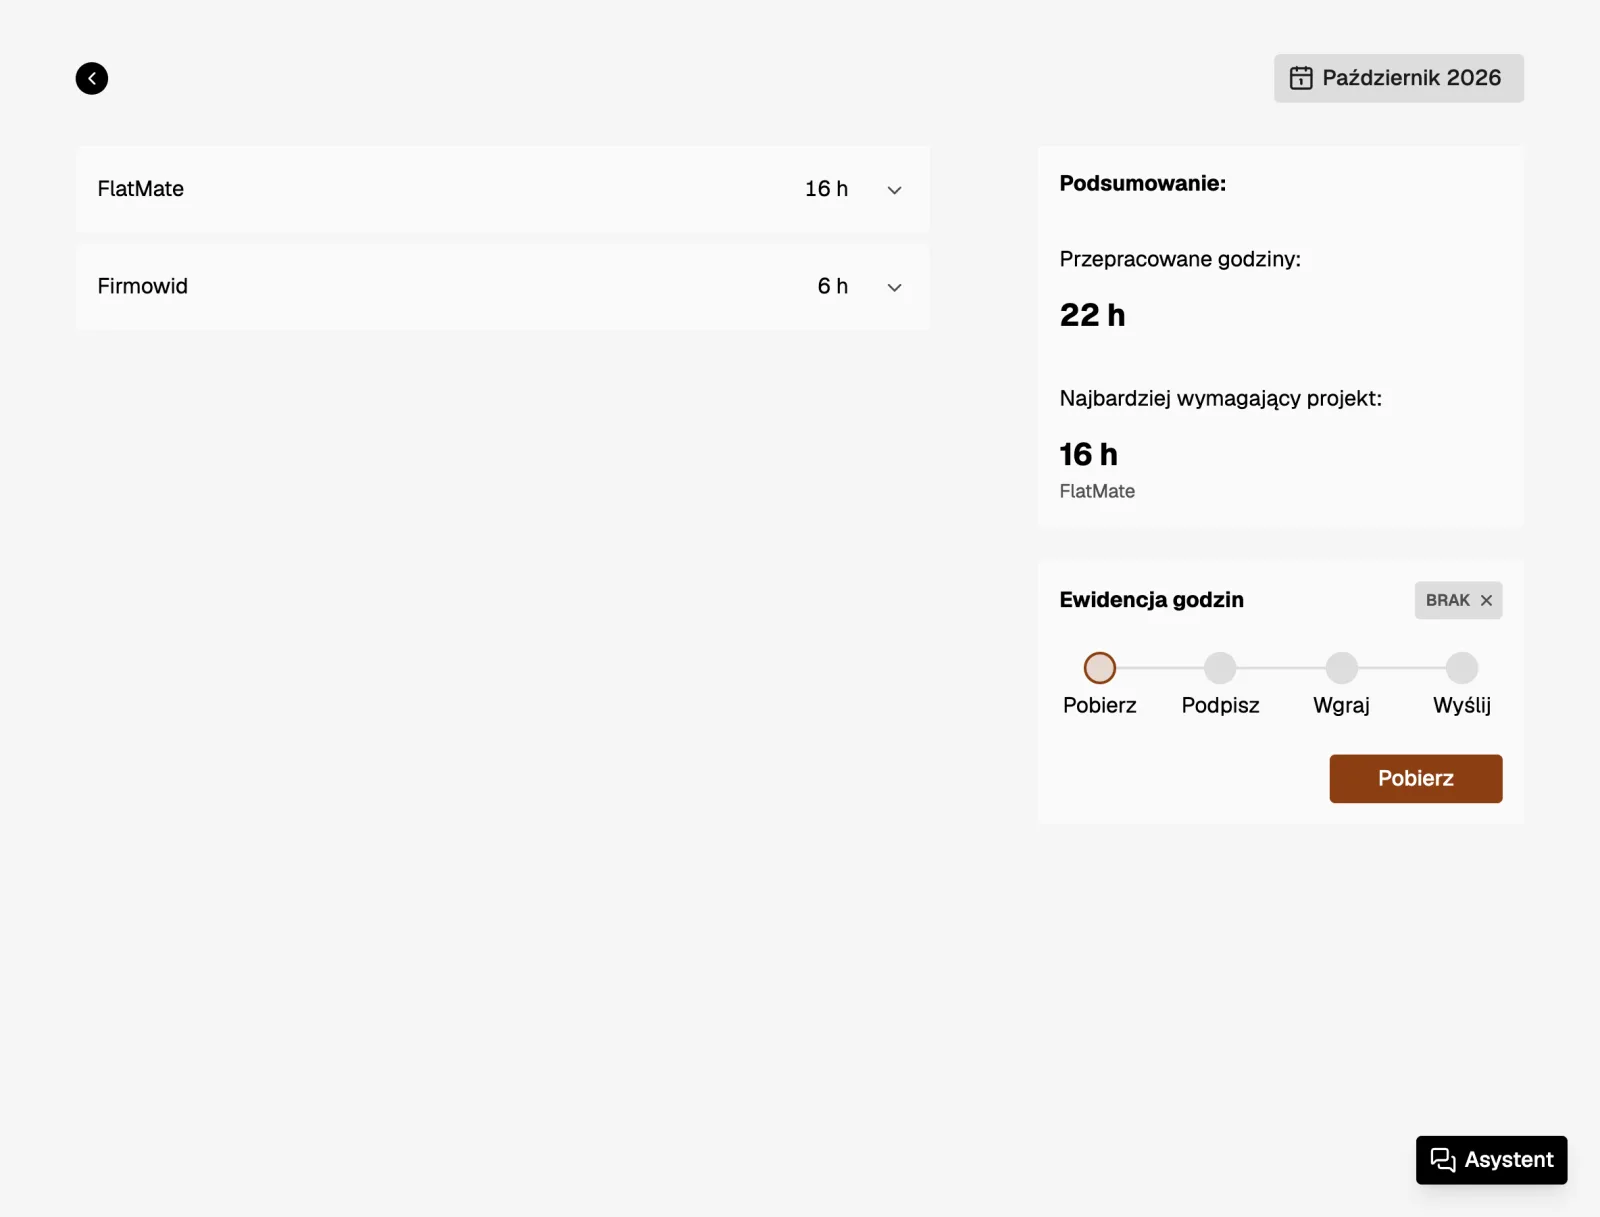 Październik 2026
FlatMate 16 h
Firmowid 6 h
Podsumowanie:
Przepracowane godziny:
22 h
Najbardziej wymagający projekt:
16 h
FlatMate
Ewidencja godzin BRAK
Pobierz Podpisz Wgraj Wyślij
Pobierz
Asystent